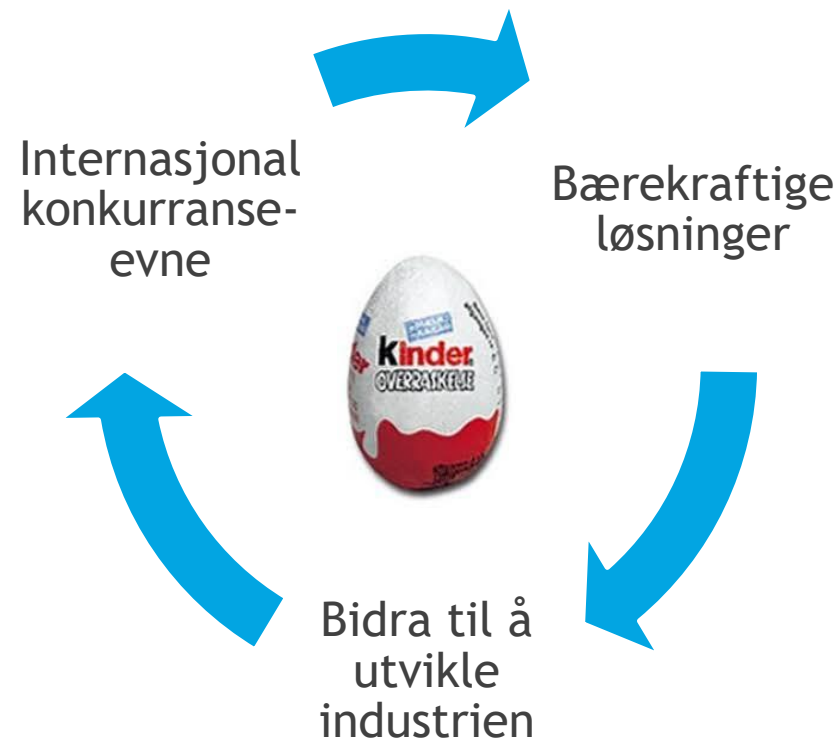 Internasjonal
konkurranse-
evne
Bærekraftige
løsninger
Kinder
OVERRASKELSE
Bidra til å
utvikle
industrien